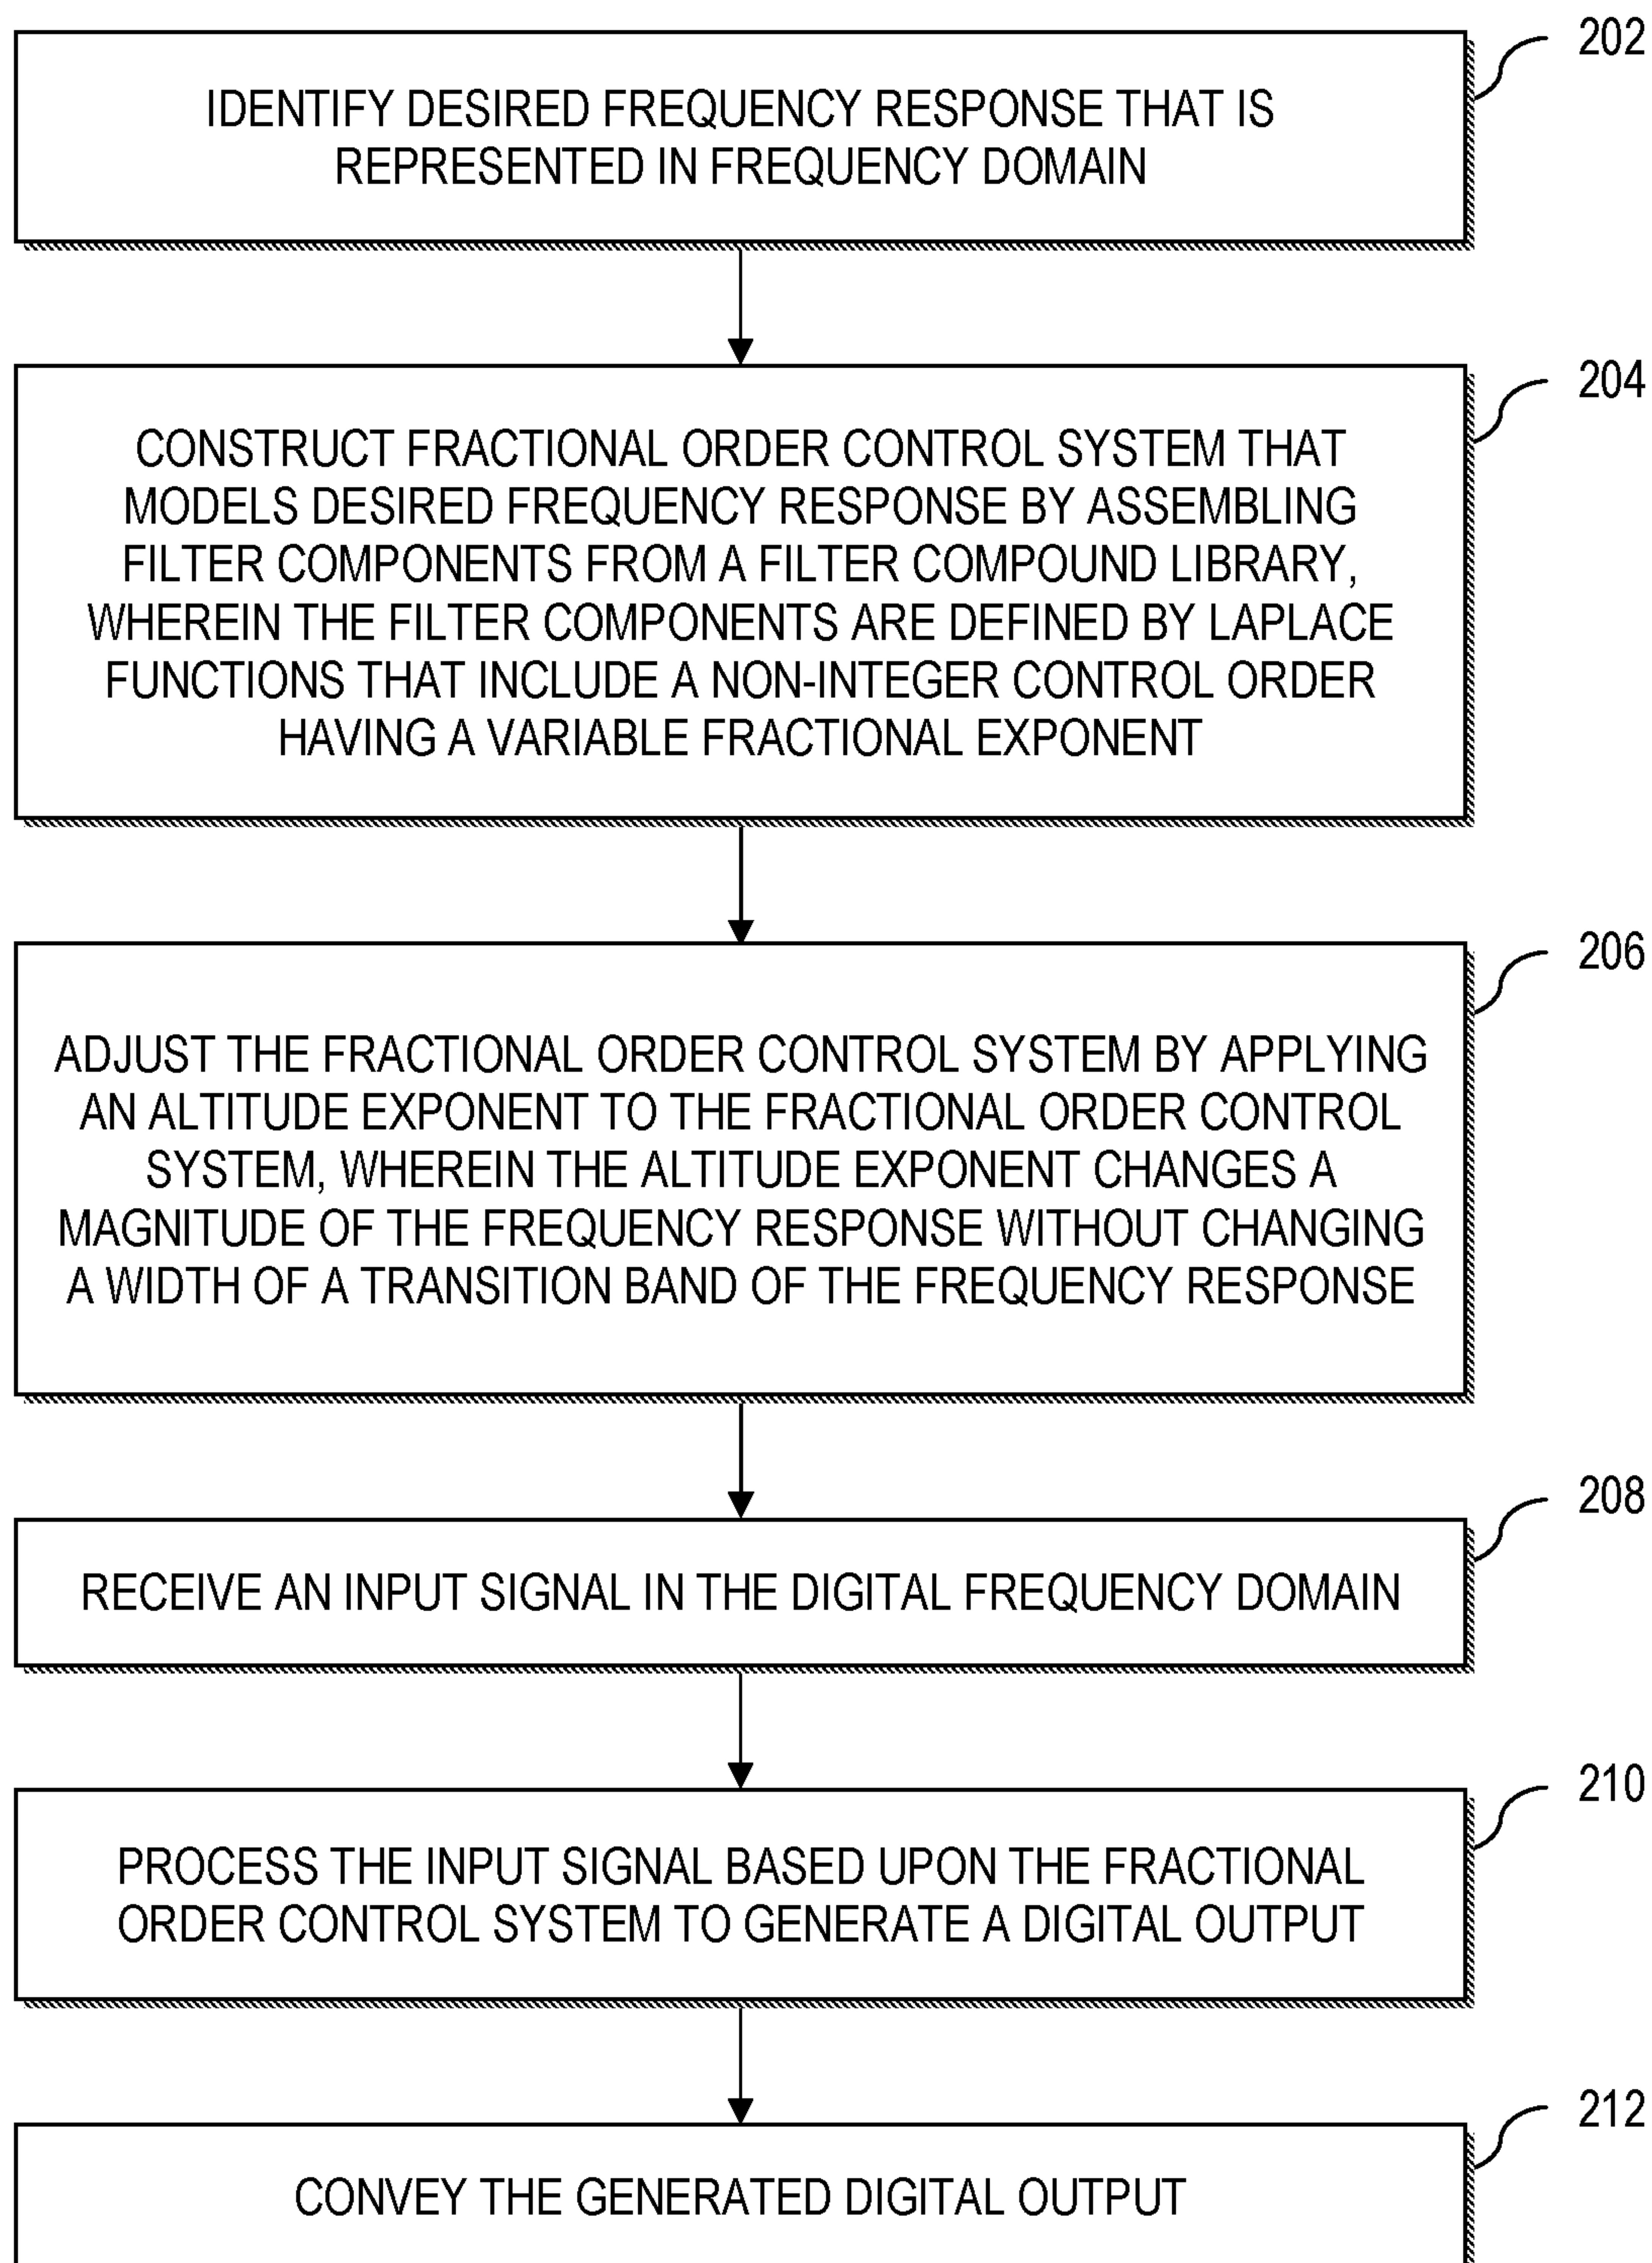 202
IDENTIFY DESIRED FREQUENCY RESPONSE THAT IS
REPRESENTED IN FREQUENCY DOMAIN
204
CONSTRUCT FRACTIONAL ORDER CONTROL SYSTEM THAT
MODELS DESIRED FREQUENCY RESPONSE BY ASSEMBLING
FILTER COMPONENTS FROM A FILTER COMPOUND LIBRARY,
WHEREIN THE FILTER COMPONENTS ARE DEFINED BY LAPLACE
FUNCTIONS THAT INCLUDE A NON-INTEGER CONTROL ORDER
HAVING A VARIABLE FRACTIONAL EXPONENT
206
ADJUST THE FRACTIONAL ORDER CONTROL SYSTEM BY APPLYING
AN ALTITUDE EXPONENT TO THE FRACTIONAL ORDER CONTROL
SYSTEM, WHEREIN THE ALTITUDE EXPONENT CHANGES A
MAGNITUDE OF THE FREQUENCY RESPONSE WITHOUT CHANGING
A WIDTH OF A TRANSITION BAND OF THE FREQUENCY RESPONSE
208
RECEIVE AN INPUT SIGNAL IN THE DIGITAL FREQUENCY DOMAIN
210
PROCESS THE INPUT SIGNAL BASED UPON THE FRACTIONAL
ORDER CONTROL SYSTEM TO GENERATE A DIGITAL OUTPUT
212
CONVEY THE GENERATED DIGITAL OUTPUT